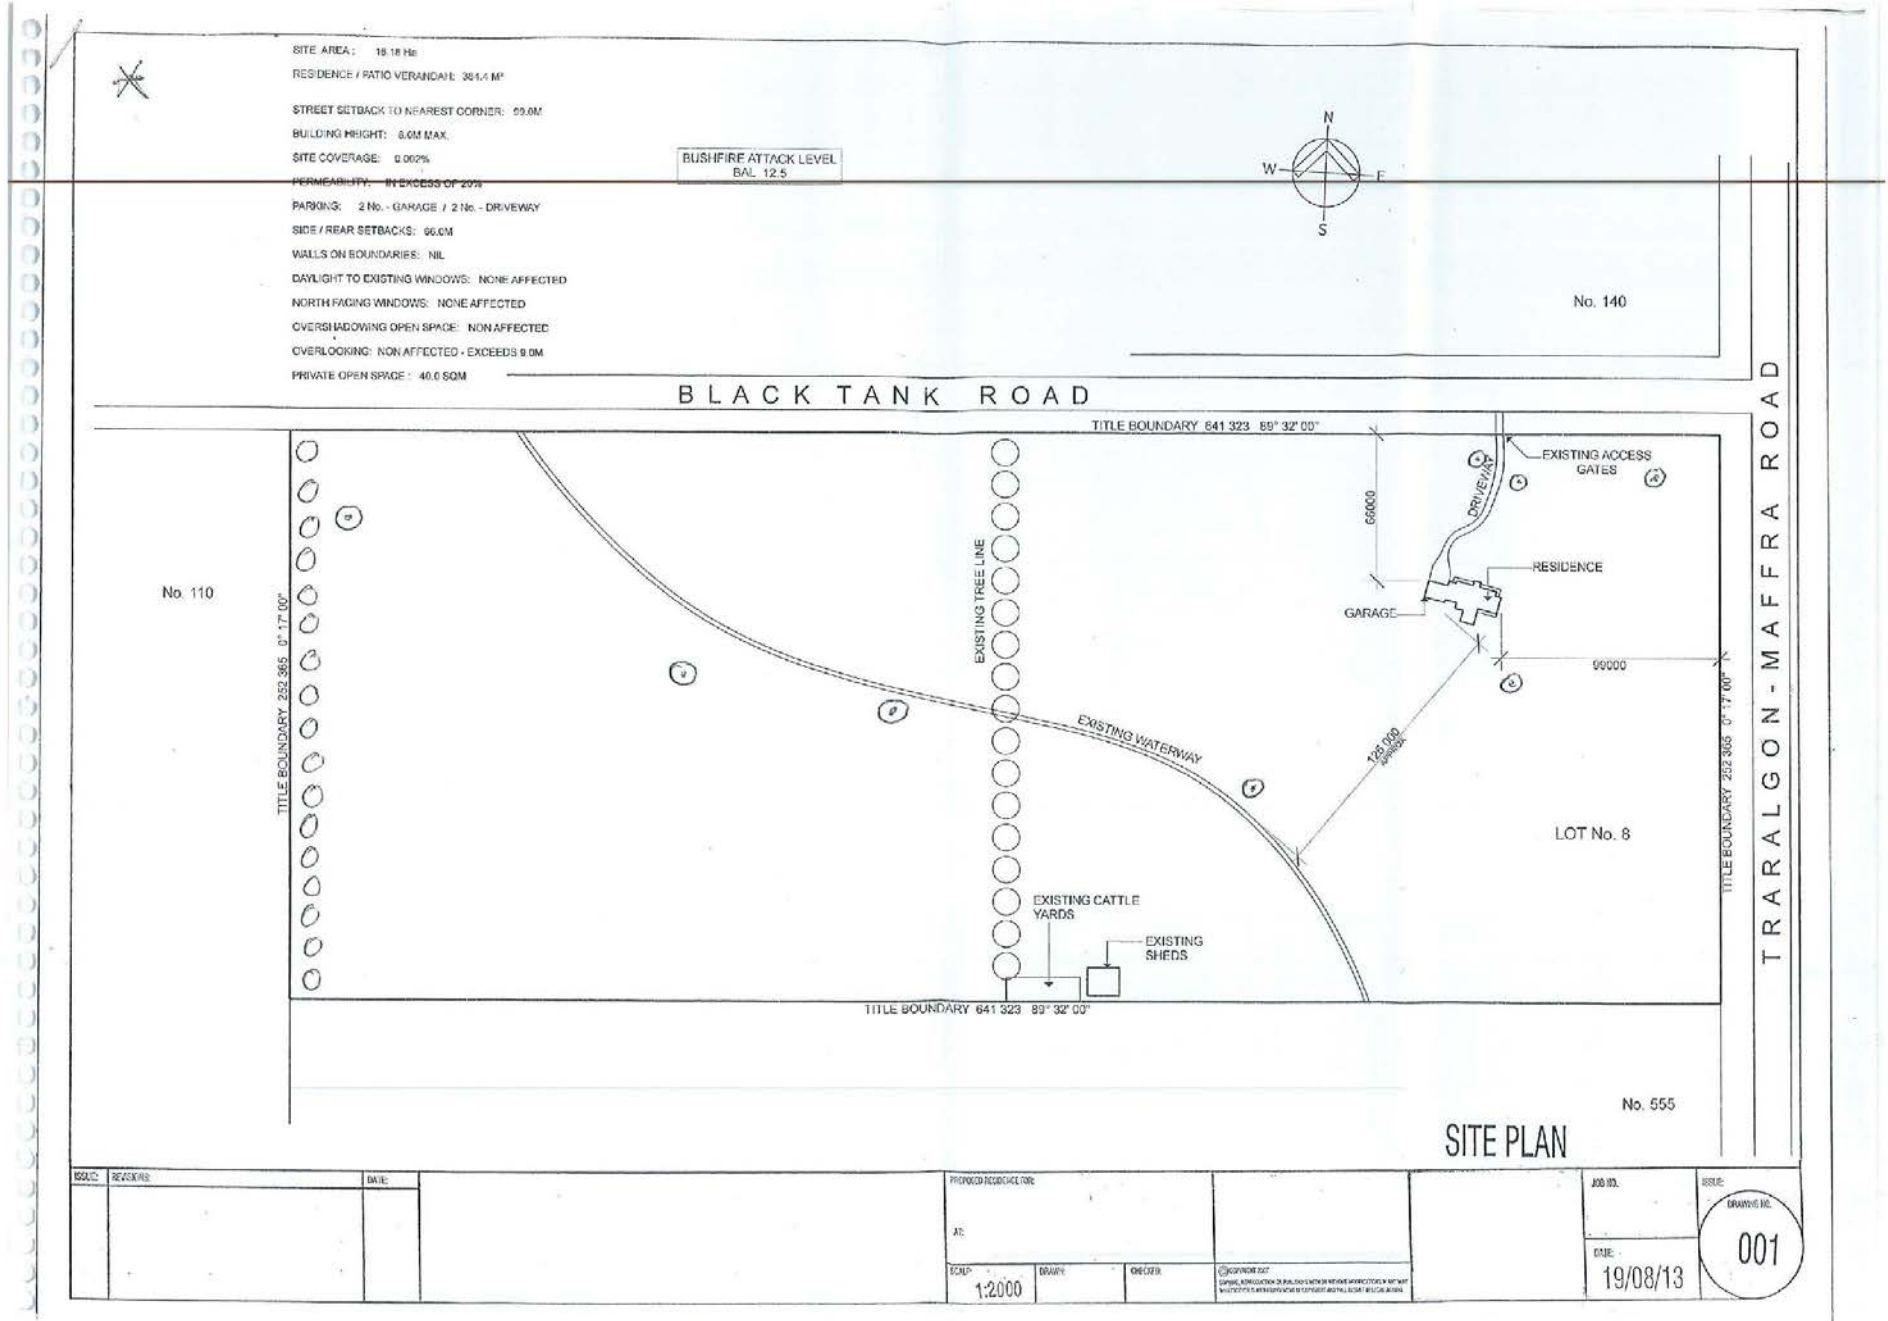 SITE AREA: 16.18 Ha
RESIDENCE / PATIO VERANDAH: 384.4 M²
STREET SETBACK TO NEAREST CORNER: 99.0M
BUILDING HEIGHT: 8.0M MAX.
SITE COVERAGE: 0.002%
PERMEABILITY: IN EXCESS OF 20%
PARKING: 2 No. - GARAGE / 2 No. - DRIVEWAY
SIDE / REAR SETBACKS: 66.0M
WALLS ON BOUNDARIES: NIL
DAYLIGHT TO EXISTING WINDOWS: NONE AFFECTED
NORTH FACING WINDOWS: NONE AFFECTED
OVERSHADOWING OPEN SPACE: NON AFFECTED
OVERLOOKING: NON AFFECTED - EXCEEDS 9.0M
PRIVATE OPEN SPACE: 40.0 SQM
BUSHFIRE ATTACK LEVEL
BAL 12.5
N
W
E
S
No. 140
BLACK TANK ROAD
TRARALGON - MAFFRA ROAD
TITLE BOUNDARY 641 323 89° 32' 00"
EXISTING ACCESS
GATES
DRIVEWAY
66000
RESIDENCE
GARAGE
99000
No. 110
TITLE BOUNDARY 252 365 0° 17' 00"
EXISTING TREE LINE
EXISTING WATERWAY
125 000
APPROX
TITLE BOUNDARY 252 365 0° 17' 00"
LOT No. 8
EXISTING CATTLE
YARDS
EXISTING
SHEDS
TITLE BOUNDARY 641 323 89° 32' 00"
No. 555
SITE PLAN
ISSUE:
REVISIONS:
DATE:
PROPOSED RESIDENCE FOR:
AT:
SCALE
1:2000
DRAWN:
CHECKED:
© COPYRIGHT 2007
JOB NO.
DATE:
19/08/13
ISSUE:
DRAWING NO.
001